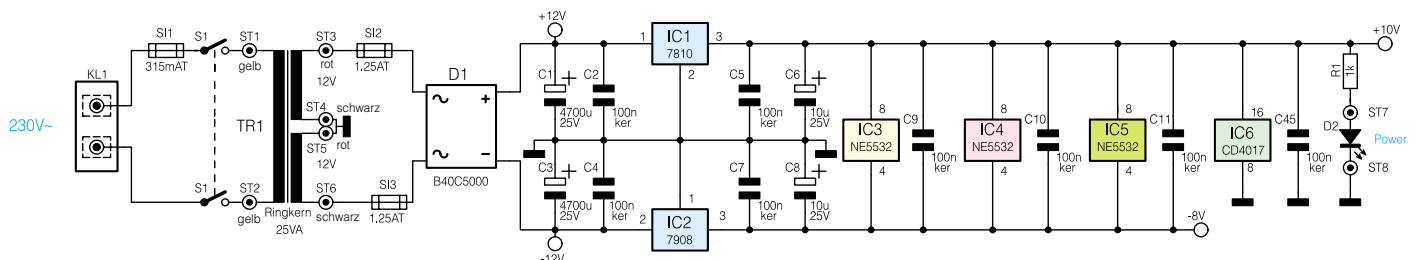 230V~
KL1
SI1
315mAT
S1
S1
ST1
gelb
ST2
gelb
TR1
Ringkern
25VA
ST3
rot
12V
ST4
schwarz
ST5
rot
12V
ST6
schwarz
SI2
1.25AT
SI3
1.25AT
D1
~
+
~
−
B40C5000
+12V
-12V
C1
+
4700u
25V
C2
100n
ker
C3
+
4700u
25V
C4
100n
ker
1
IC1
7810
3
2
1
2
IC2
7908
3
C5
100n
ker
C6
+
10u
25V
C7
100n
ker
C8
+
10u
25V
8
IC3
NE5532
4
C9
100n
ker
8
IC4
NE5532
4
C10
100n
ker
8
IC5
NE5532
4
C11
100n
ker
-8V
16
IC6
CD4017
8
C45
100n
ker
+10V
R1
1k
ST7
D2
Power
ST8